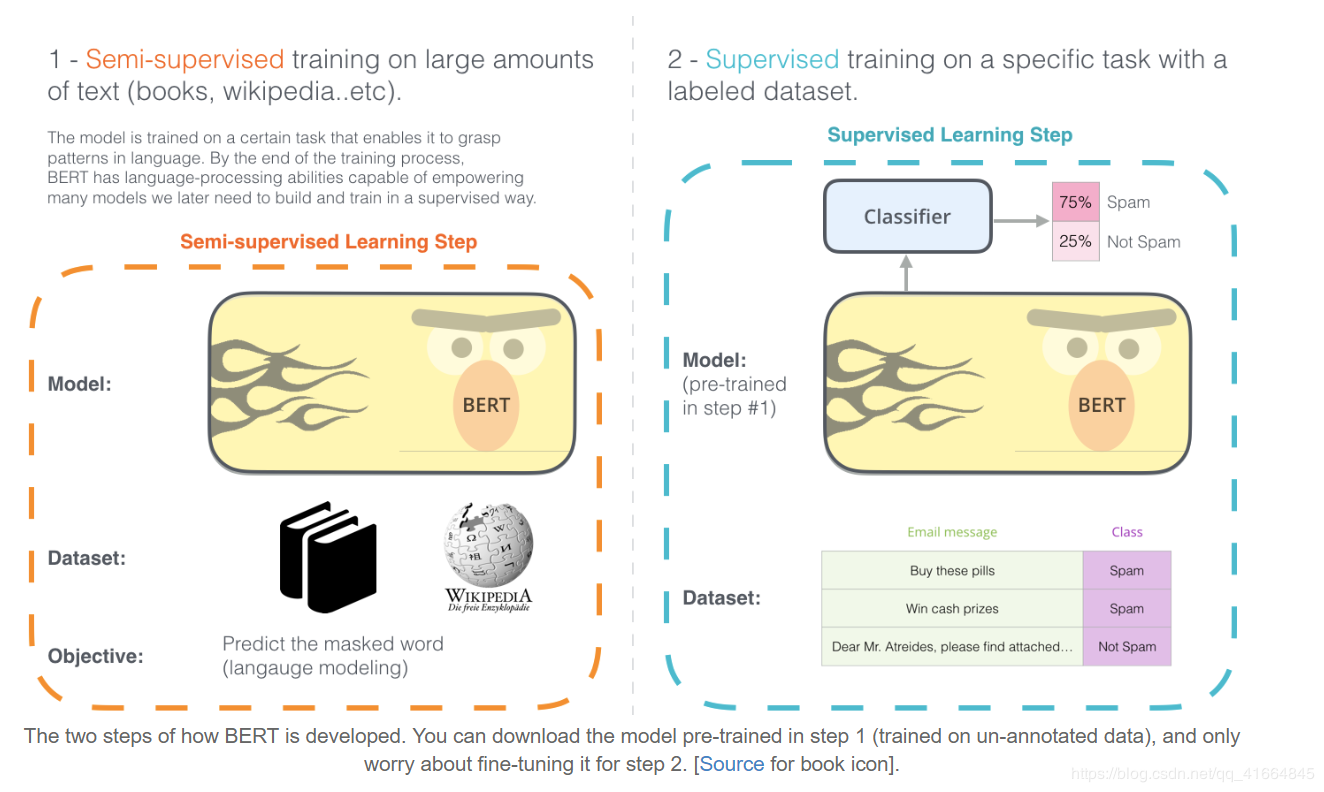 1 - Semi-supervised training on large amounts
of text (books, wikipedia..etc).
The model is trained on a certain task that enables it to grasp
patterns in language. By the end of the training process,
BERT has language-processing abilities capable of empowering
many models we later need to build and train in a supervised way.
Semi-supervised Learning Step
Model:
BERT
Dataset:
WIKIPEDIA
Die freie Enzyklopädie
Objective:
Predict the masked word
(langauge modeling)
2 - Supervised training on a specific task with a
labeled dataset.
Supervised Learning Step
Classifier
75% Spam
25% Not Spam
Model:
(pre-trained
in step #1)
BERT
Dataset:
Email message Class
Buy these pills Spam
Win cash prizes Spam
Dear Mr. Atreides, please find attached… Not Spam
The two steps of how BERT is developed. You can download the model pre-trained in step 1 (trained on un-annotated data), and only
worry about fine-tuning it for step 2. [Source for book icon].
https://blog.csdn.net/qq_41664845